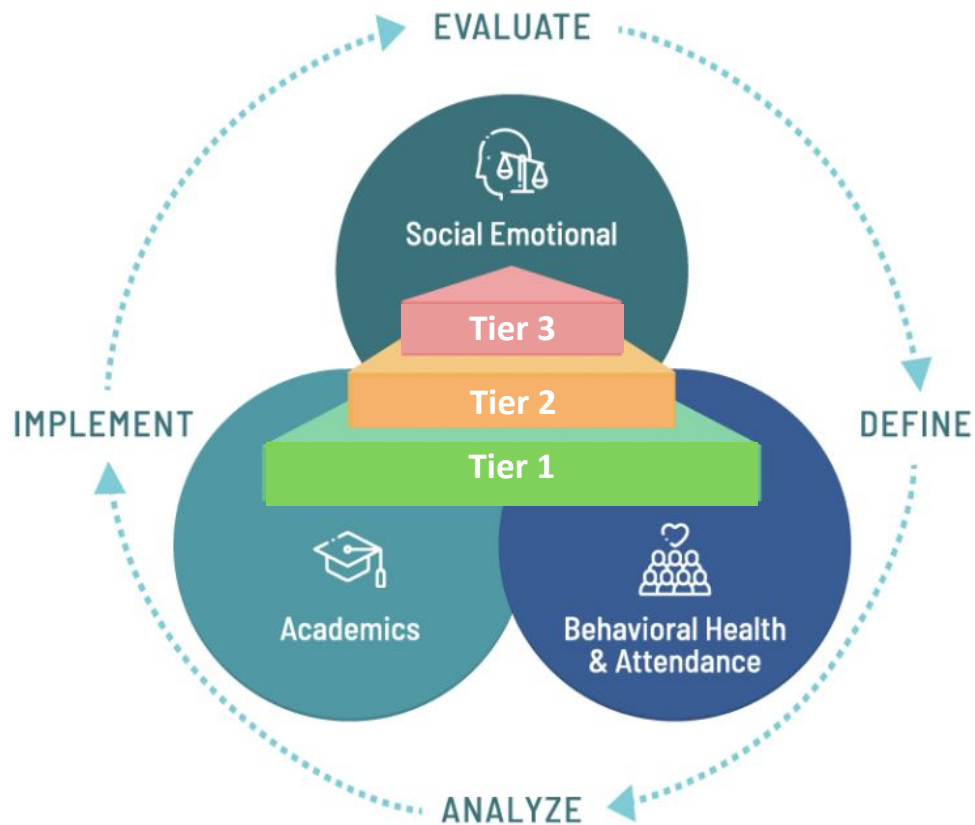 EVALUATE
Social Emotional
Tier 3
Tier 2
IMPLEMENT
DEFINE
Tier 1
Academics
Behavioral Health
& Attendance
ANALYZE